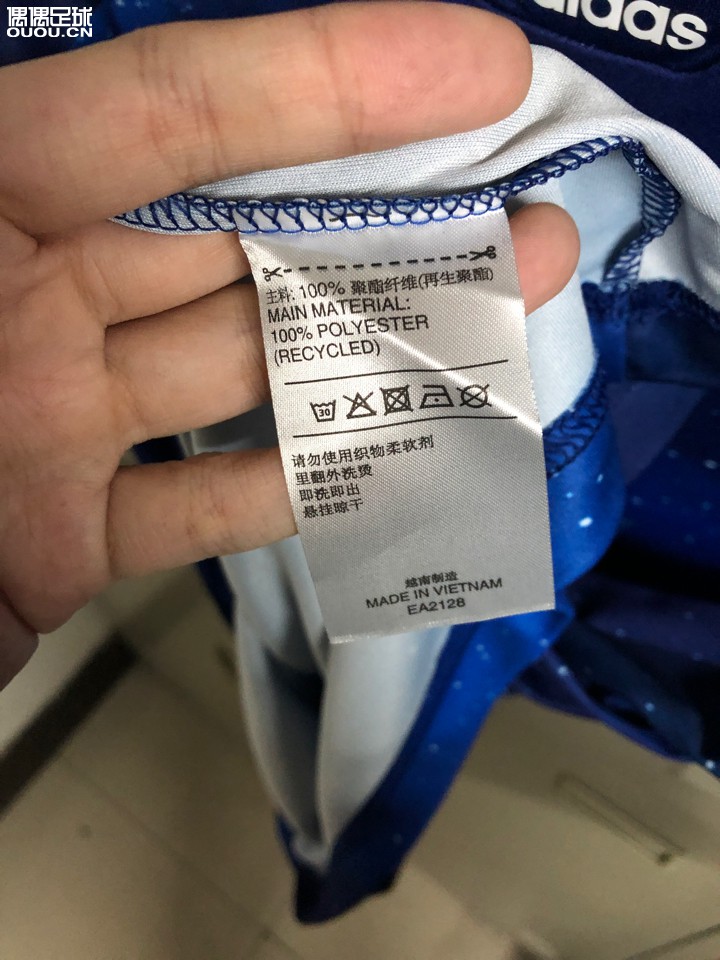 偶偶足球
OUOU.CN
adidas
主料: 100% 聚酯纤维(再生聚酯)
MAIN MATERIAL:
100% POLYESTER
(RECYCLED)
30
请勿使用织物柔软剂
里翻外洗烫
即洗即出
悬挂晾干
越南制造
MADE IN VIETNAM
EA2128